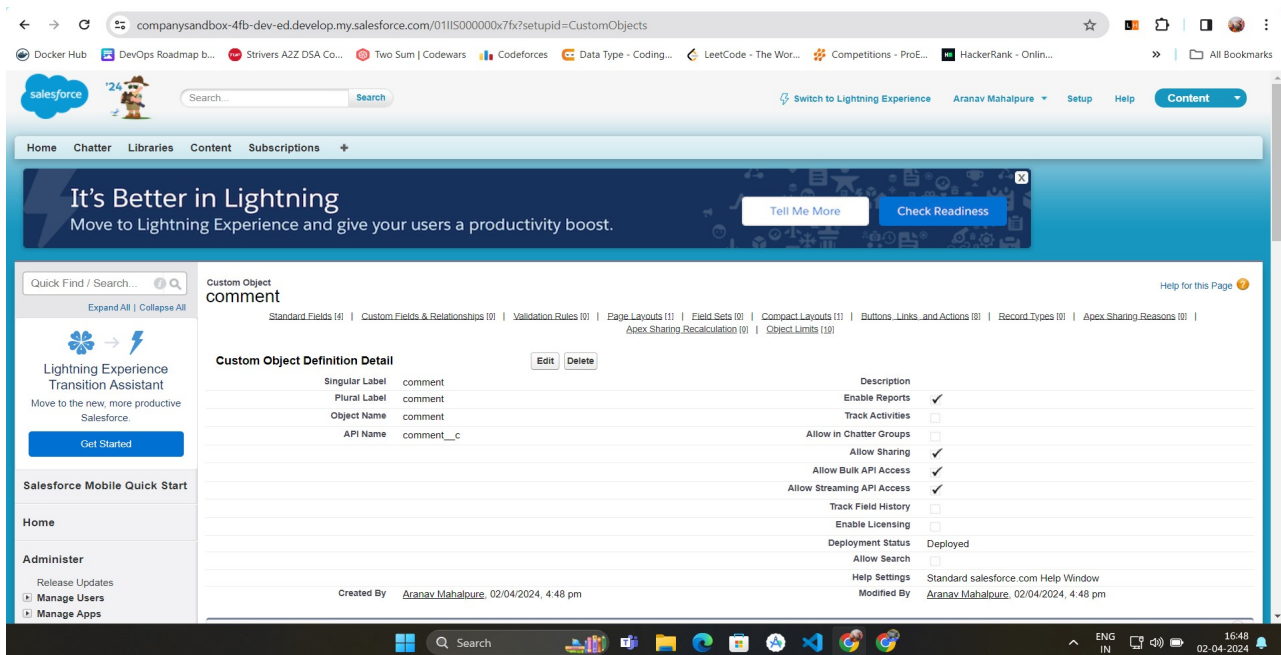 companysandbox-4fb-dev-ed.develop.my.salesforce.com/01IIS000000x7fx?setupid=CustomObjects
Docker Hub DevOps Roadmap b... Strivers A2Z DSA Co... Two Sum | Codewars Codeforces Data Type - Coding... LeetCode - The Wor... Competitions - ProE... HackerRank - Onlin... » All Bookmarks
salesforce '24 Search... Search Switch to Lightning Experience Aranav Mahalpure Setup Help Content
Home Chatter Libraries Content Subscriptions +
It's Better in Lightning
Move to Lightning Experience and give your users a productivity boost.
Tell Me More Check Readiness X
Quick Find / Search...
Expand All | Collapse All
Lightning Experience
Transition Assistant
Move to the new, more productive
Salesforce.
Get Started
Salesforce Mobile Quick Start
Home
Administer
Release Updates
Manage Users
Manage Apps
Custom Object
comment
Help for this Page
Standard Fields [4] | Custom Fields & Relationships [0] | Validation Rules [0] | Page Layouts [1] | Field Sets [0] | Compact Layouts [1] | Buttons, Links, and Actions [8] | Record Types [0] | Apex Sharing Reasons [0] |
Apex Sharing Recalculation [0] | Object Limits [10]
Custom Object Definition Detail Edit Delete
Singular Label comment Description
Plural Label comment Enable Reports ✓
Object Name comment Track Activities
API Name comment__c Allow in Chatter Groups
Allow Sharing ✓
Allow Bulk API Access ✓
Allow Streaming API Access ✓
Track Field History
Enable Licensing
Deployment Status Deployed
Allow Search
Help Settings Standard salesforce.com Help Window
Created By Aranav Mahalpure, 02/04/2024, 4:48 pm Modified By Aranav Mahalpure, 02/04/2024, 4:48 pm
Search
ENG
IN
16:48
02-04-2024